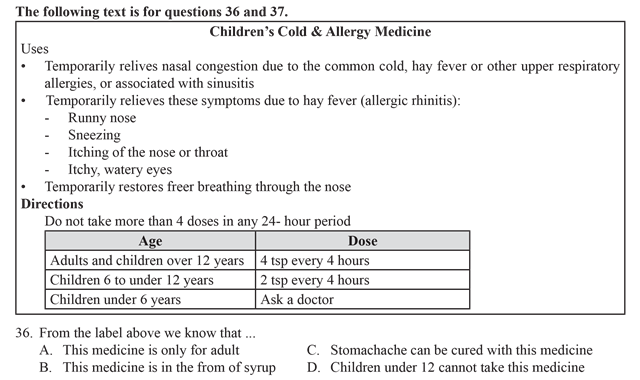 The following text is for questions 36 and 37.
Children's Cold & Allergy Medicine
Uses
• Temporarily relives nasal congestion due to the common cold, hay fever or other upper respiratory
allergies, or associated with sinusitis
• Temporarily relieves these symptoms due to hay fever (allergic rhinitis):
- Runny nose
- Sneezing
- Itching of the nose or throat
- Itchy, watery eyes
• Temporarily restores freer breathing through the nose
Directions
Do not take more than 4 doses in any 24- hour period
Age Dose
Adults and children over 12 years 4 tsp every 4 hours
Children 6 to under 12 years 2 tsp every 4 hours
Children under 6 years Ask a doctor
36. From the label above we know that ...
A. This medicine is only for adult C. Stomachache can be cured with this medicine
B. This medicine is in the from of syrup D. Children under 12 cannot take this medicine